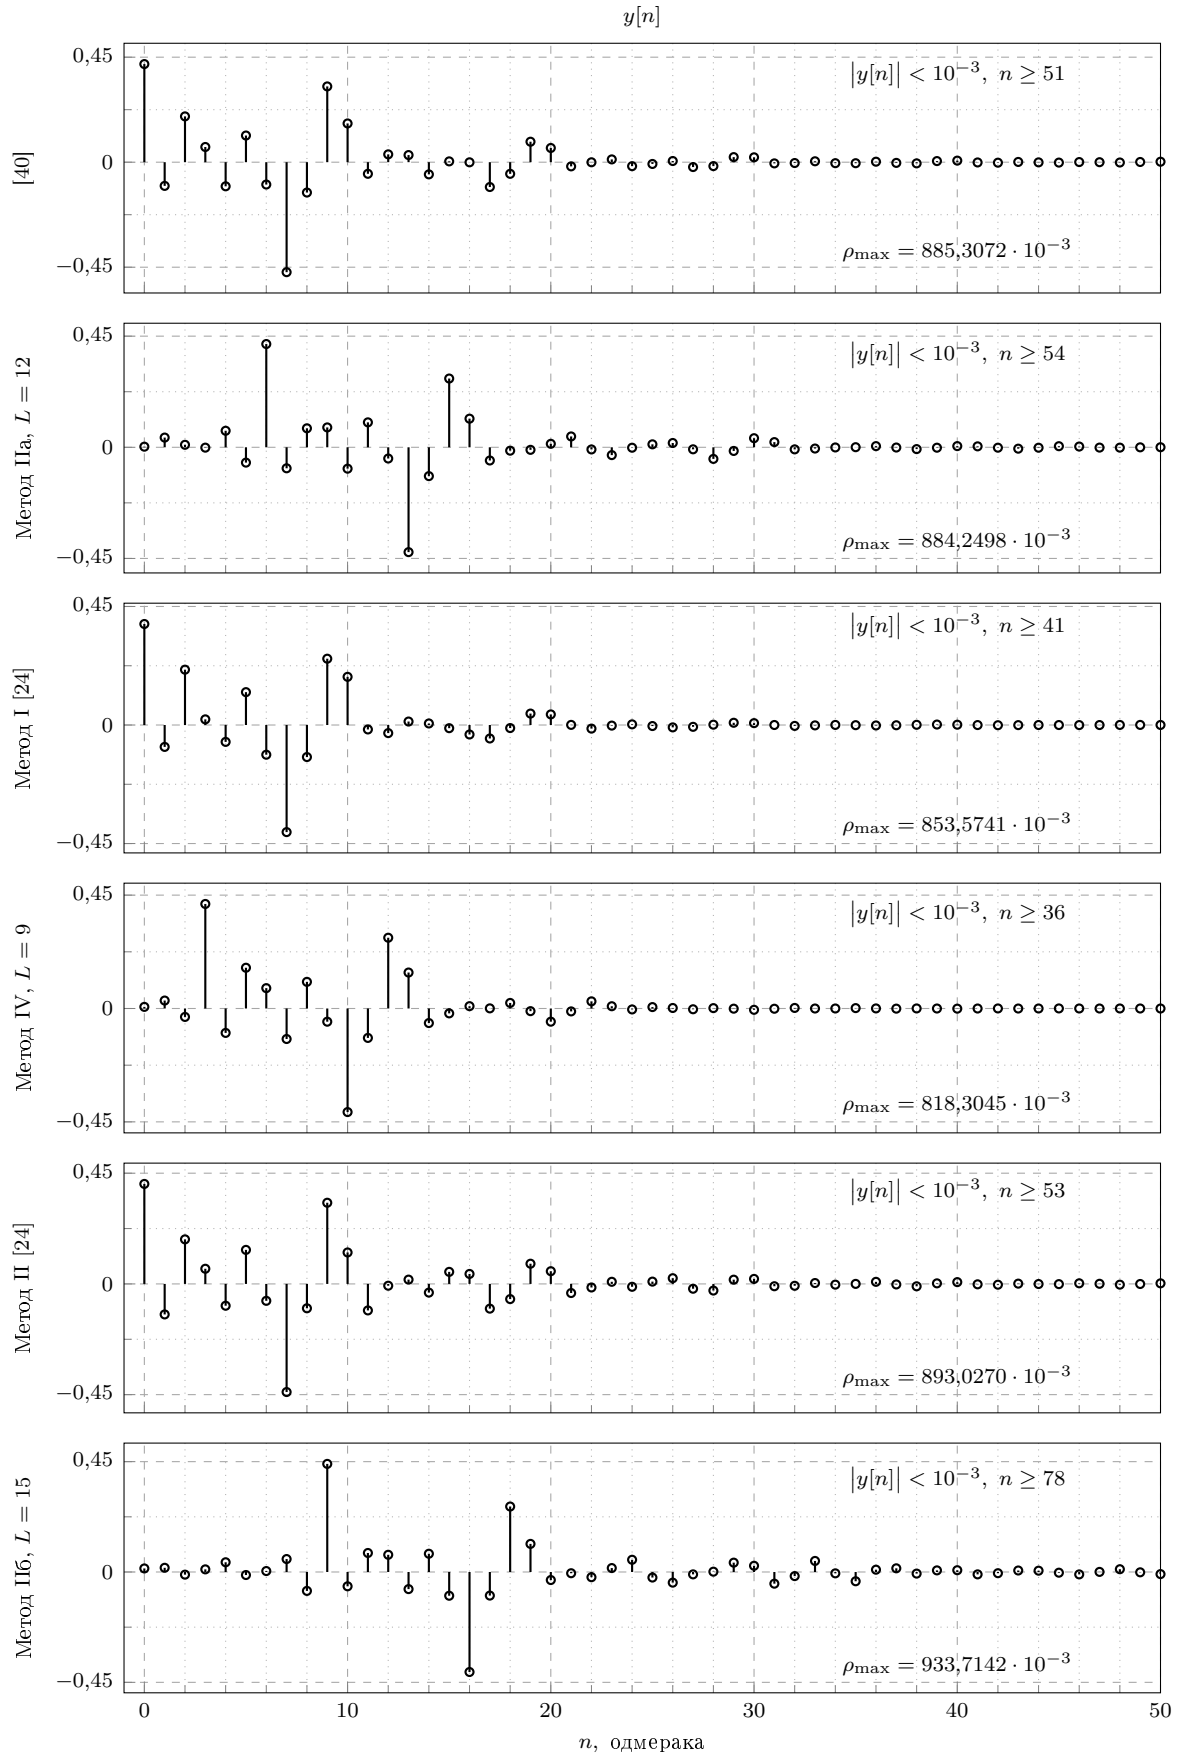 y[n]
0,45
0
−0,45
[40]
|y[n]| < 10⁻³, n ≥ 51
ρmax = 885,3072 · 10⁻³
0,45
0
−0,45
Метод IIа, L = 12
|y[n]| < 10⁻³, n ≥ 54
ρmax = 884,2498 · 10⁻³
0,45
0
−0,45
Метод I [24]
|y[n]| < 10⁻³, n ≥ 41
ρmax = 853,5741 · 10⁻³
0,45
0
−0,45
Метод IV, L = 9
|y[n]| < 10⁻³, n ≥ 36
ρmax = 818,3045 · 10⁻³
0,45
0
−0,45
Метод II [24]
|y[n]| < 10⁻³, n ≥ 53
ρmax = 893,0270 · 10⁻³
0,45
0
−0,45
Метод IIб, L = 15
|y[n]| < 10⁻³, n ≥ 78
ρmax = 933,7142 · 10⁻³
0 10 20 30 40 50
n, одмерака